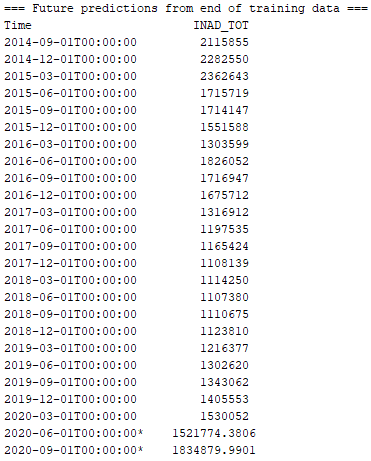 === Future predictions from end of training data ===
Time INAD_TOT
2014-09-01T00:00:00 2115855
2014-12-01T00:00:00 2282550
2015-03-01T00:00:00 2362643
2015-06-01T00:00:00 1715719
2015-09-01T00:00:00 1714147
2015-12-01T00:00:00 1551588
2016-03-01T00:00:00 1303599
2016-06-01T00:00:00 1826052
2016-09-01T00:00:00 1716947
2016-12-01T00:00:00 1675712
2017-03-01T00:00:00 1316912
2017-06-01T00:00:00 1197535
2017-09-01T00:00:00 1165424
2017-12-01T00:00:00 1108139
2018-03-01T00:00:00 1114250
2018-06-01T00:00:00 1107380
2018-09-01T00:00:00 1110675
2018-12-01T00:00:00 1123810
2019-03-01T00:00:00 1216377
2019-06-01T00:00:00 1302620
2019-09-01T00:00:00 1343062
2019-12-01T00:00:00 1405553
2020-03-01T00:00:00 1530052
2020-06-01T00:00:00* 1521774.3806
2020-09-01T00:00:00* 1834879.9901